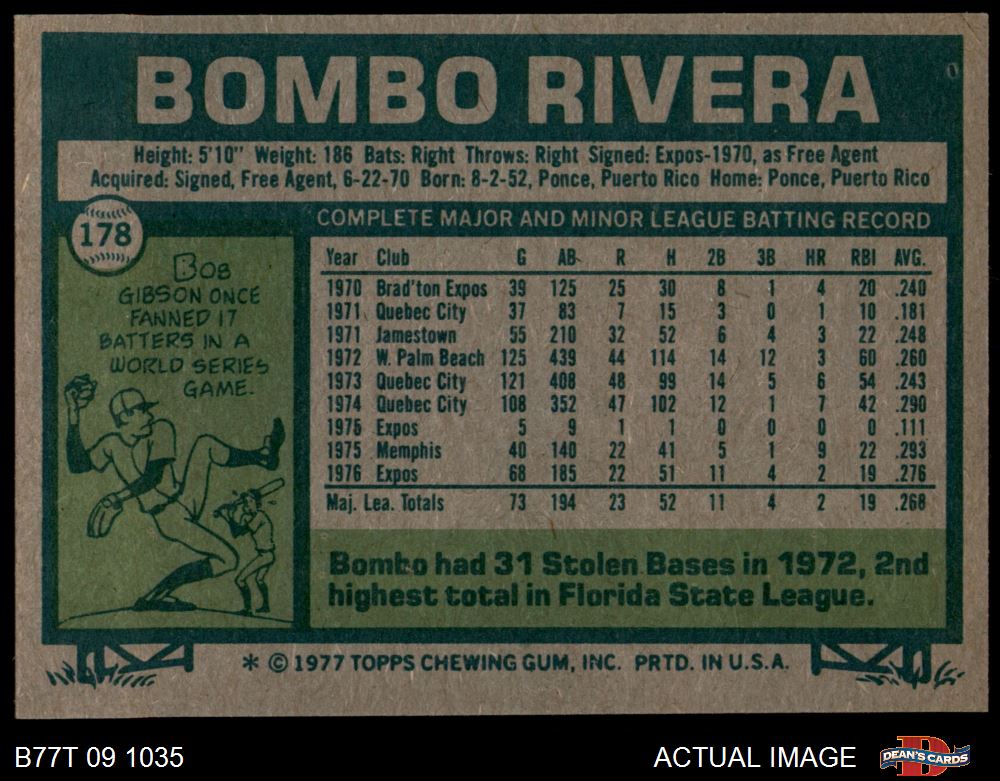 BOMBO RIVERA
Height: 5'10" Weight: 186 Bats: Right Throws: Right Signed: Expos-1970, as Free Agent
Acquired: Signed, Free Agent, 6-22-70 Born: 8-2-52, Ponce, Puerto Rico Home: Ponce, Puerto Rico
178
BOB
GIBSON ONCE
FANNED 17
BATTERS IN A
WORLD SERIES
GAME.
COMPLETE MAJOR AND MINOR LEAGUE BATTING RECORD
Year Club G AB R H 2B 3B HR RBI AVG.
1970 Brad'ton Expos 39 125 25 30 8 1 4 20 .240
1971 Quebec City 37 83 7 15 3 0 1 10 .181
1971 Jamestown 55 210 32 52 6 4 3 22 .248
1972 W. Palm Beach 125 439 44 114 14 12 3 60 .260
1973 Quebec City 121 408 48 99 14 5 6 54 .243
1974 Quebec City 108 352 47 102 12 1 7 42 .290
1975 Expos 5 9 1 1 0 0 0 0 .111
1975 Memphis 40 140 22 41 5 1 9 22 .293
1976 Expos 68 185 22 51 11 4 2 19 .276
Maj. Lea. Totals 73 194 23 52 11 4 2 19 .268
Bombo had 31 Stolen Bases in 1972, 2nd
highest total in Florida State League.
* © 1977 TOPPS CHEWING GUM, INC. PRTD. IN U.S.A.
B77T 09 1035
ACTUAL IMAGE
DEAN'S CARDS